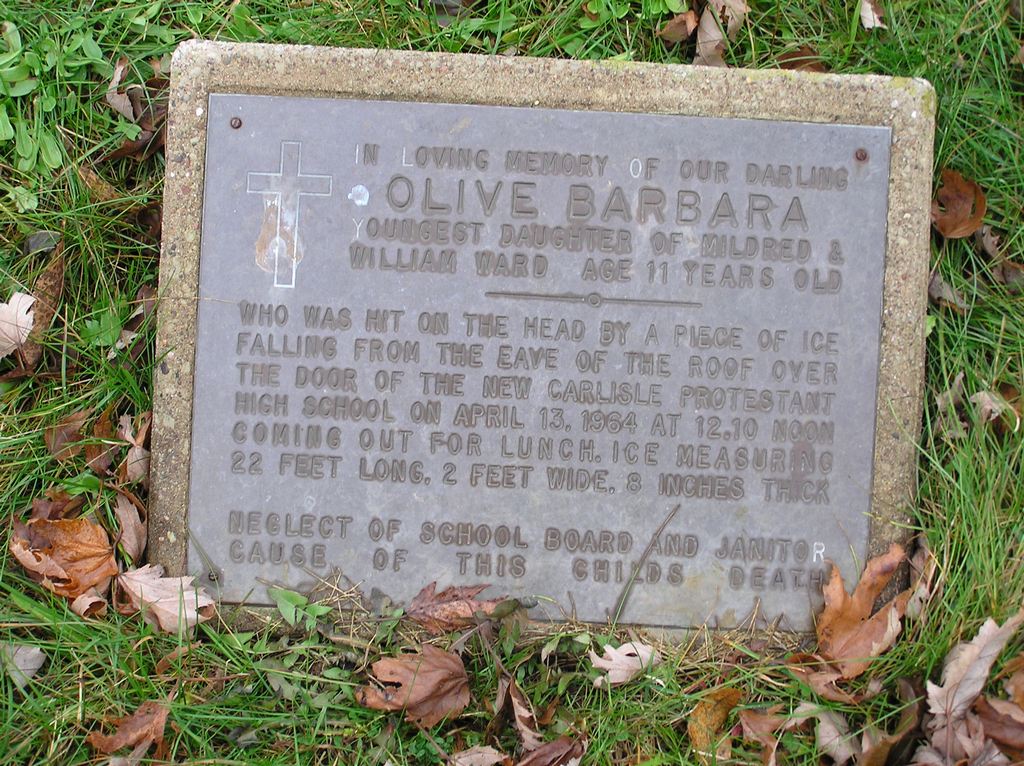 IN LOVING MEMORY OF OUR DARLING
OLIVE BARBARA
YOUNGEST DAUGHTER OF MILDRED &
WILLIAM WARD AGE 11 YEARS OLD
WHO WAS HIT ON THE HEAD BY A PIECE OF ICE
FALLING FROM THE EAVE OF THE ROOF OVER
THE DOOR OF THE NEW CARLISLE PROTESTANT
HIGH SCHOOL ON APRIL 13, 1964 AT 12.10 NOON
COMING OUT FOR LUNCH. ICE MEASURING
22 FEET LONG, 2 FEET WIDE, 8 INCHES THICK
NEGLECT OF SCHOOL BOARD AND JANITOR
CAUSE OF THIS CHILDS DEATH